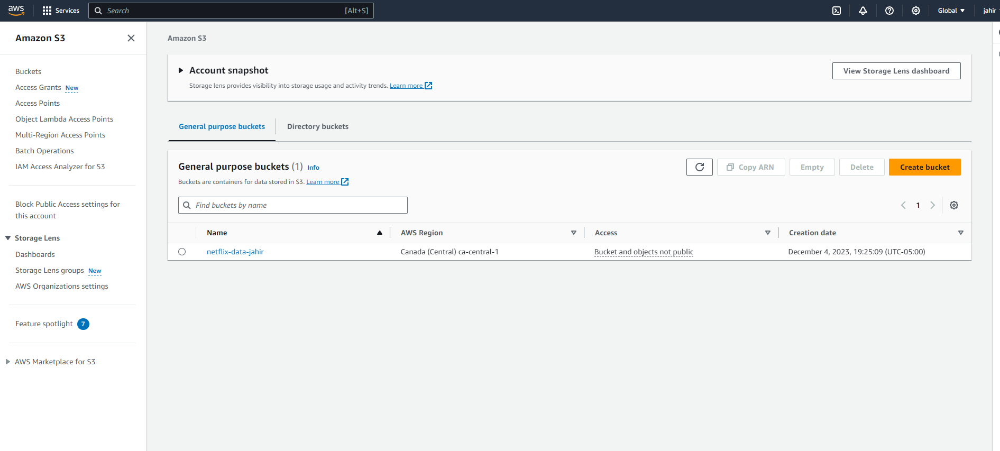 aws
Services
Search [Alt+S]
Global
jahir
Amazon S3
Buckets
Access Grants New
Access Points
Object Lambda Access Points
Multi-Region Access Points
Batch Operations
IAM Access Analyzer for S3
Block Public Access settings for
this account
Storage Lens
Dashboards
Storage Lens groups New
AWS Organizations settings
Feature spotlight 7
AWS Marketplace for S3
Amazon S3
Account snapshot
View Storage Lens dashboard
Storage lens provides visibility into storage usage and activity trends. Learn more
General purpose buckets
Directory buckets
General purpose buckets (1) Info
Copy ARN
Empty
Delete
Create bucket
Buckets are containers for data stored in S3. Learn more
Find buckets by name
1
Name AWS Region Access Creation date
netflix-data-jahir Canada (Central) ca-central-1 Bucket and objects not public December 4, 2023, 19:25:09 (UTC-05:00)